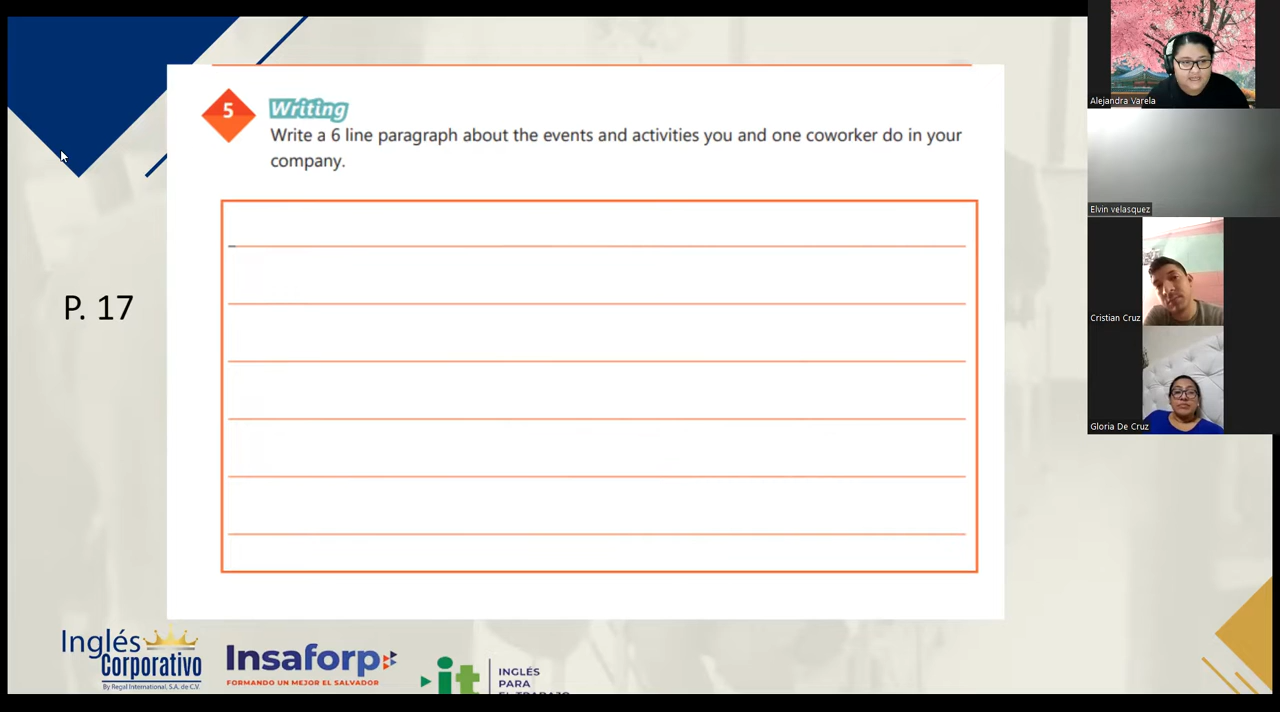 5
Writing
Write a 6 line paragraph about the events and activities you and one coworker do in your
company.
P. 17
Inglés
Corporativo
By Regal International, S.A. de C.V.
Insaforp
FORMANDO UN MEJOR EL SALVADOR
it
INGLÉS
PARA
EL TRABAJO
Alejandra Varela
Elvin velasquez
Cristian Cruz
Gloria De Cruz